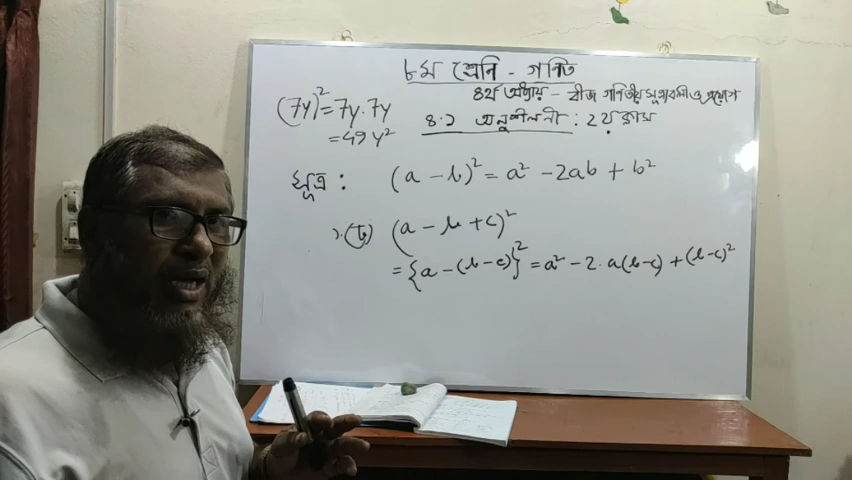 ৮ম শ্রেনি - গণিত
৪র্থ অধ্যায় - বীজ গণিতীয় সূত্রাবলী ও প্রয়োগ
৪.১ অনুশীলনী : ২য় ক্লাস
(7y)² = 7y . 7y
= 49y²
সূত্র : (a - b)² = a² - 2ab + b²
১.(ট) (a - b + c)²
= {a - (b - c)}² = a² - 2 . a(b - c) + (b - c)²